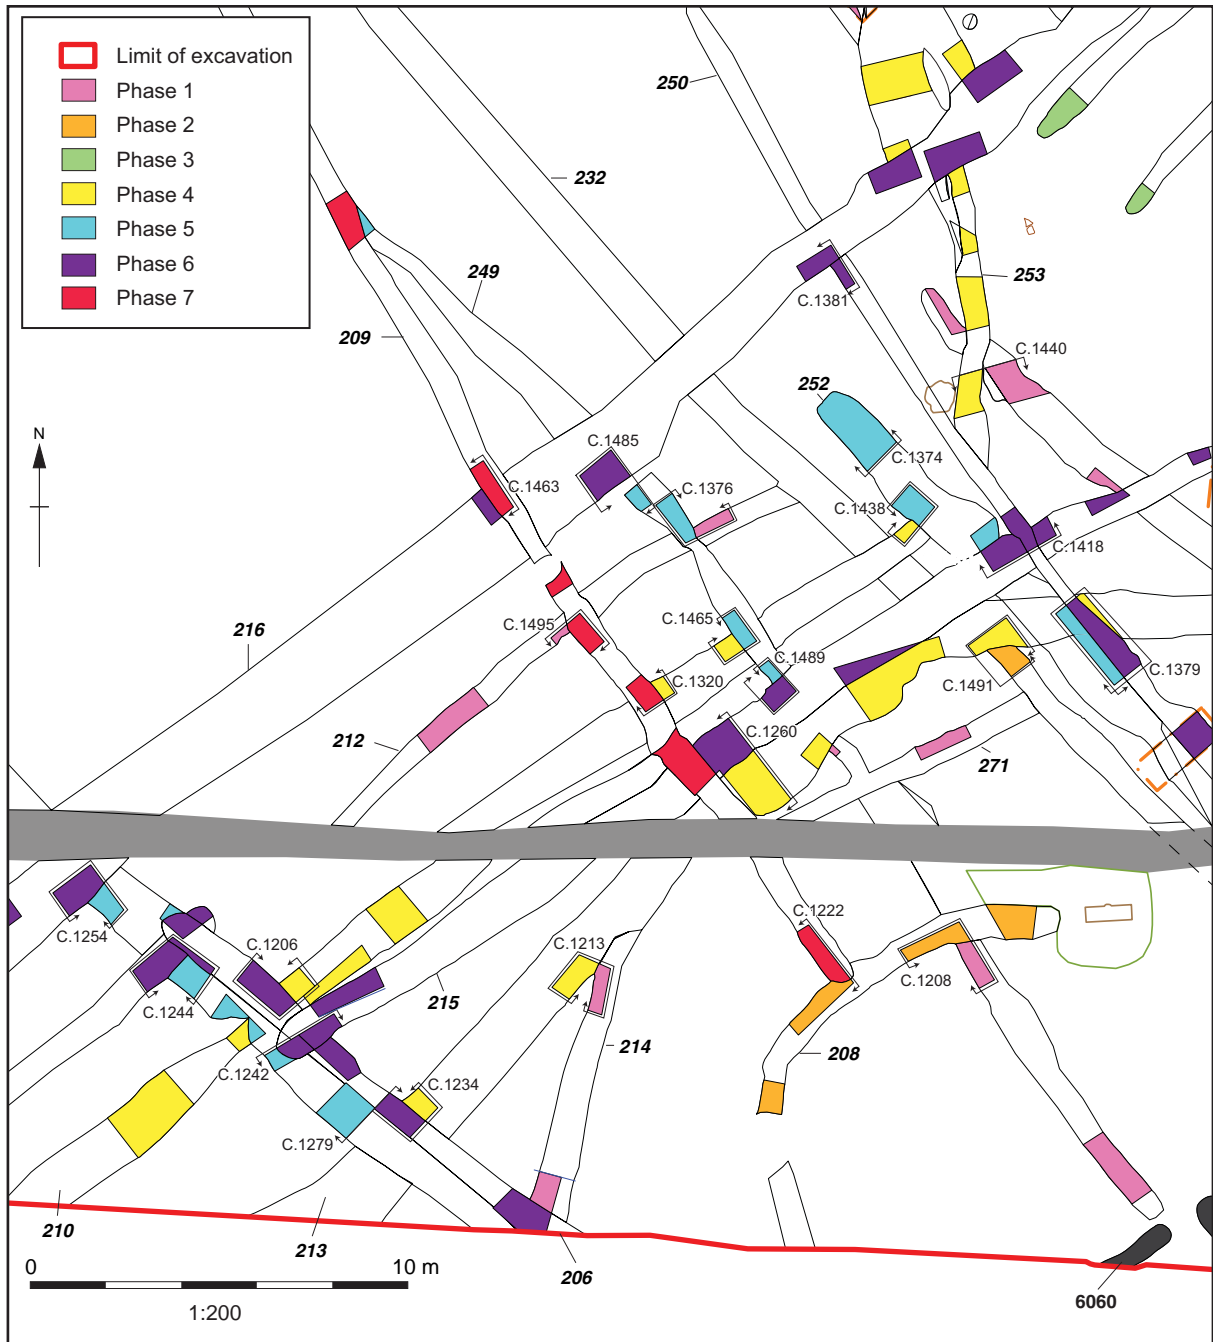 Limit of excavation
Phase 1
Phase 2
Phase 3
Phase 4
Phase 5
Phase 6
Phase 7
250
232
253
249
209
C.1381
C.1440
252
N
C.1485
C.1463
C.1376
C.1374
C.1438
C.1418
216
C.1495
C.1465
C.1489
C.1320
C.1491
C.1379
212
C.1260
271
C.1254
C.1206
C.1213
C.1222
C.1208
C.1244
215
C.1242
214
208
C.1234
C.1279
210
213
206
0 10 m
1:200
6060